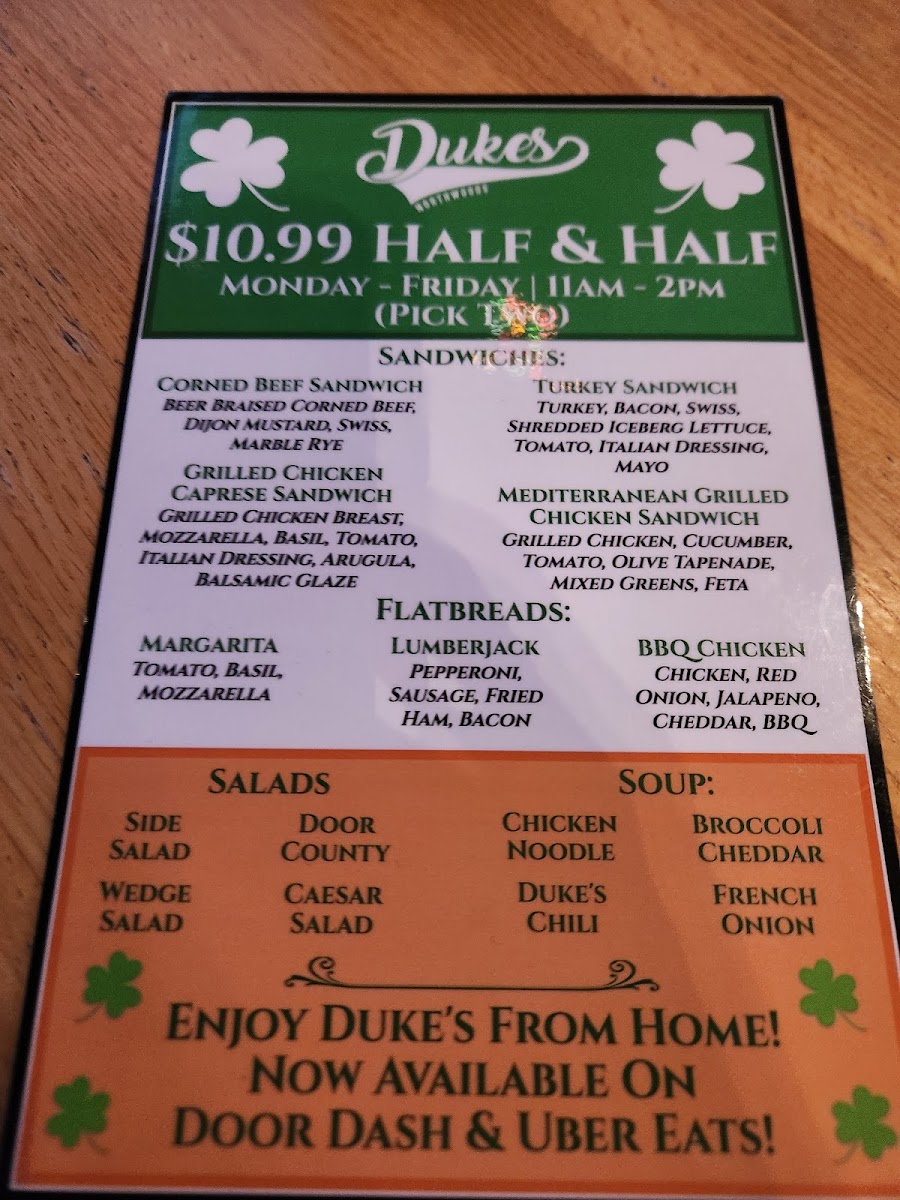 Dukes
NORTHWOODS
$10.99 HALF & HALF
MONDAY - FRIDAY | 11AM - 2PM
(PICK TWO)
SANDWICHES:
CORNED BEEF SANDWICH
BEER BRAISED CORNED BEEF,
DIJON MUSTARD, SWISS,
MARBLE RYE
GRILLED CHICKEN
CAPRESE SANDWICH
GRILLED CHICKEN BREAST,
MOZZARELLA, BASIL, TOMATO,
ITALIAN DRESSING, ARUGULA,
BALSAMIC GLAZE
TURKEY SANDWICH
TURKEY, BACON, SWISS,
SHREDDED ICEBERG LETTUCE,
TOMATO, ITALIAN DRESSING,
MAYO
MEDITERRANEAN GRILLED
CHICKEN SANDWICH
GRILLED CHICKEN, CUCUMBER,
TOMATO, OLIVE TAPENADE,
MIXED GREENS, FETA
FLATBREADS:
MARGARITA
TOMATO, BASIL,
MOZZARELLA
LUMBERJACK
PEPPERONI,
SAUSAGE, FRIED
HAM, BACON
BBQ CHICKEN
CHICKEN, RED
ONION, JALAPENO,
CHEDDAR, BBQ
SALADS
SIDE
SALAD
DOOR
COUNTY
WEDGE
SALAD
CAESAR
SALAD
SOUP:
CHICKEN
NOODLE
BROCCOLI
CHEDDAR
DUKE'S
CHILI
FRENCH
ONION
ENJOY DUKE'S FROM HOME!
NOW AVAILABLE ON
DOOR DASH & UBER EATS!